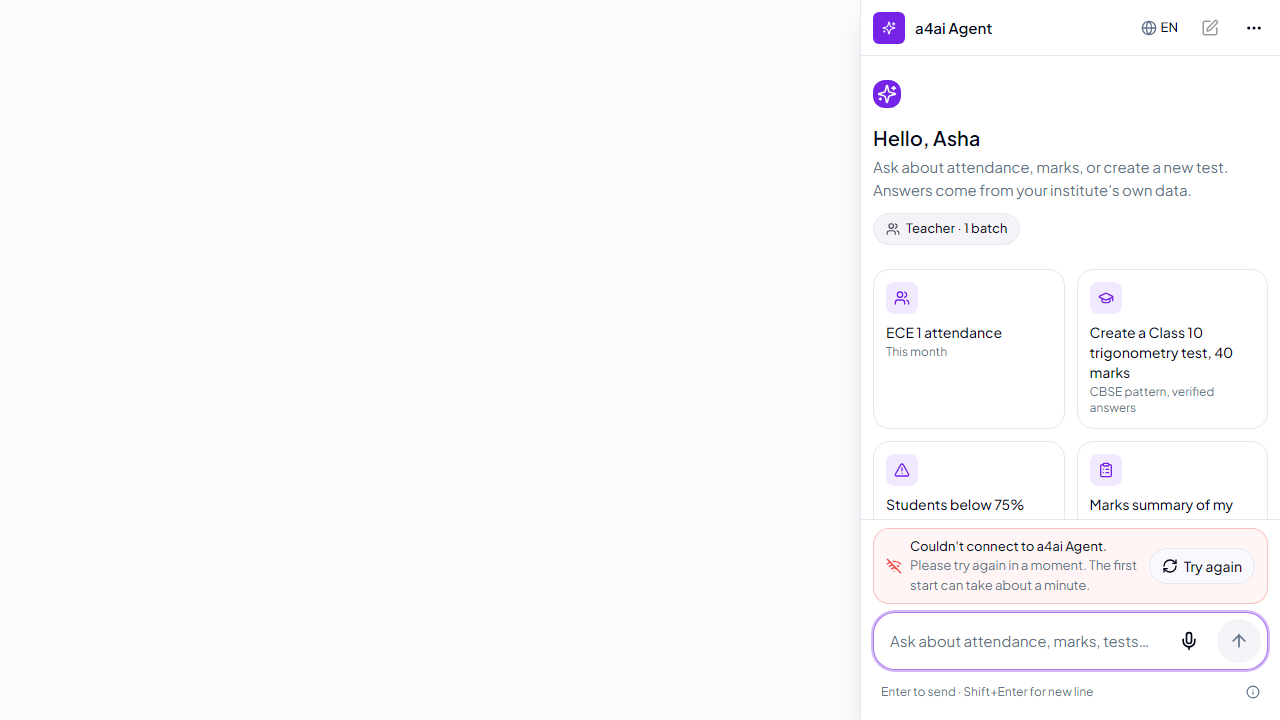 a4ai Agent
EN
Hello, Asha
Ask about attendance, marks, or create a new test.
Answers come from your institute's own data.
Teacher · 1 batch
ECE 1 attendance
This month
Create a Class 10
trigonometry test, 40
marks
CBSE pattern, verified
answers
Students below 75%
Marks summary of my
Couldn't connect to a4ai Agent.
Please try again in a moment. The first
start can take about a minute.
Try again
Ask about attendance, marks, tests...
Enter to send · Shift+Enter for new line